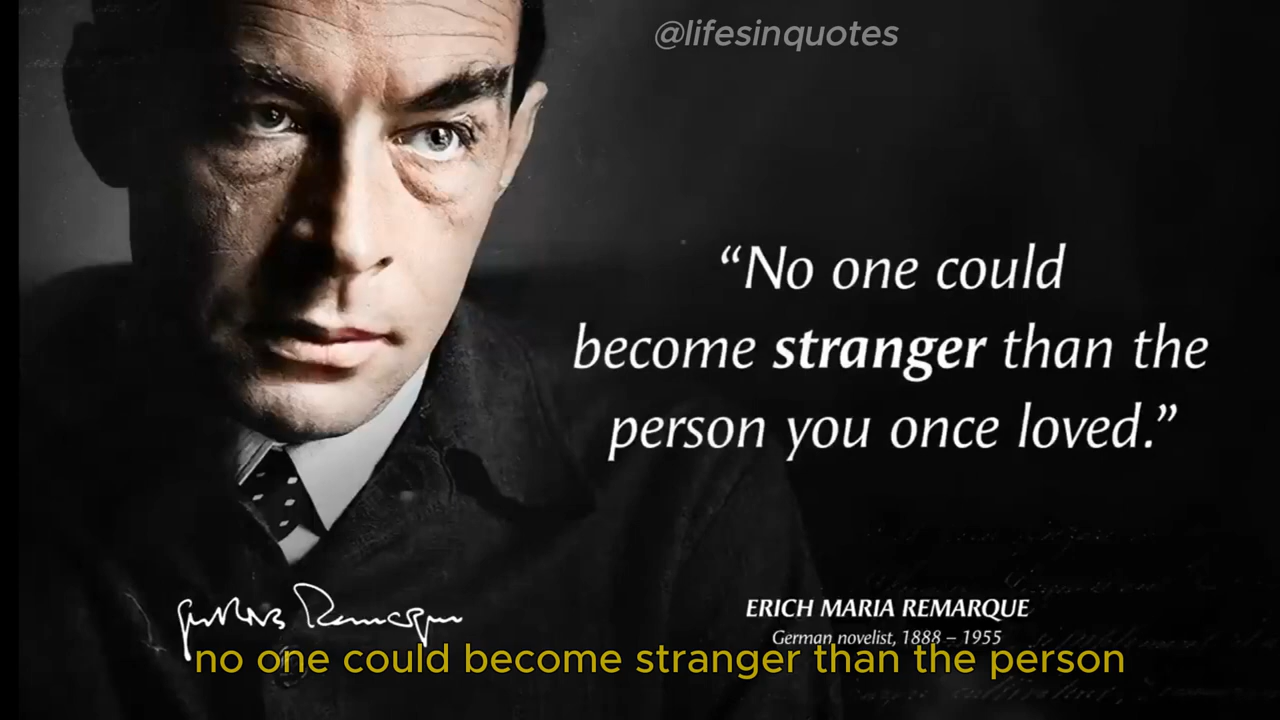 @lifesinquotes
“No one could
become stranger than the
person you once loved.”
Remarque
ERICH MARIA REMARQUE
German novelist, 1888 – 1955
no one could become stranger than the person